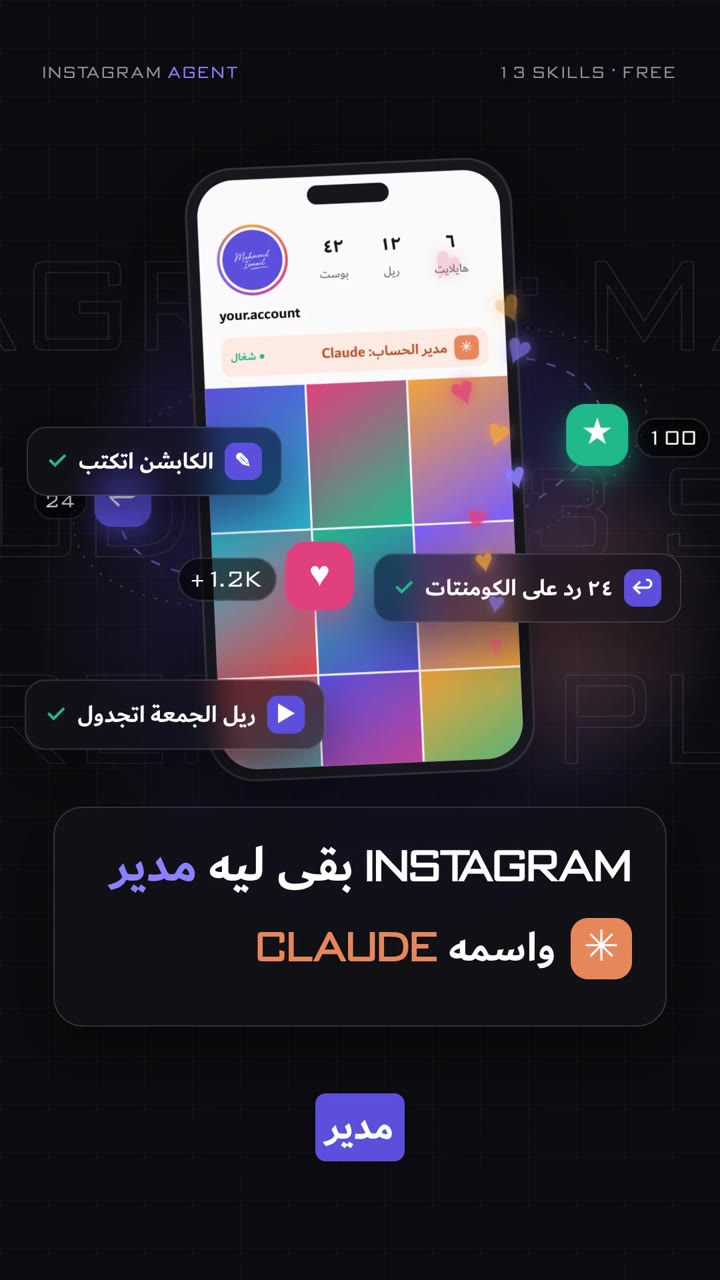 INSTAGRAM AGENT
13 SKILLS · FREE
Mahmoud
٤٢
١٢
٦
بوست
ريل
هايلايت
your.account
مدير الحساب: Claude
شغال
100
الكابشن اتكتب
24
+1.2K
٢٤ رد على الكومنتات
ريل الجمعة اتجدول
INSTAGRAM بقى ليه مدير
واسمه CLAUDE
مدير